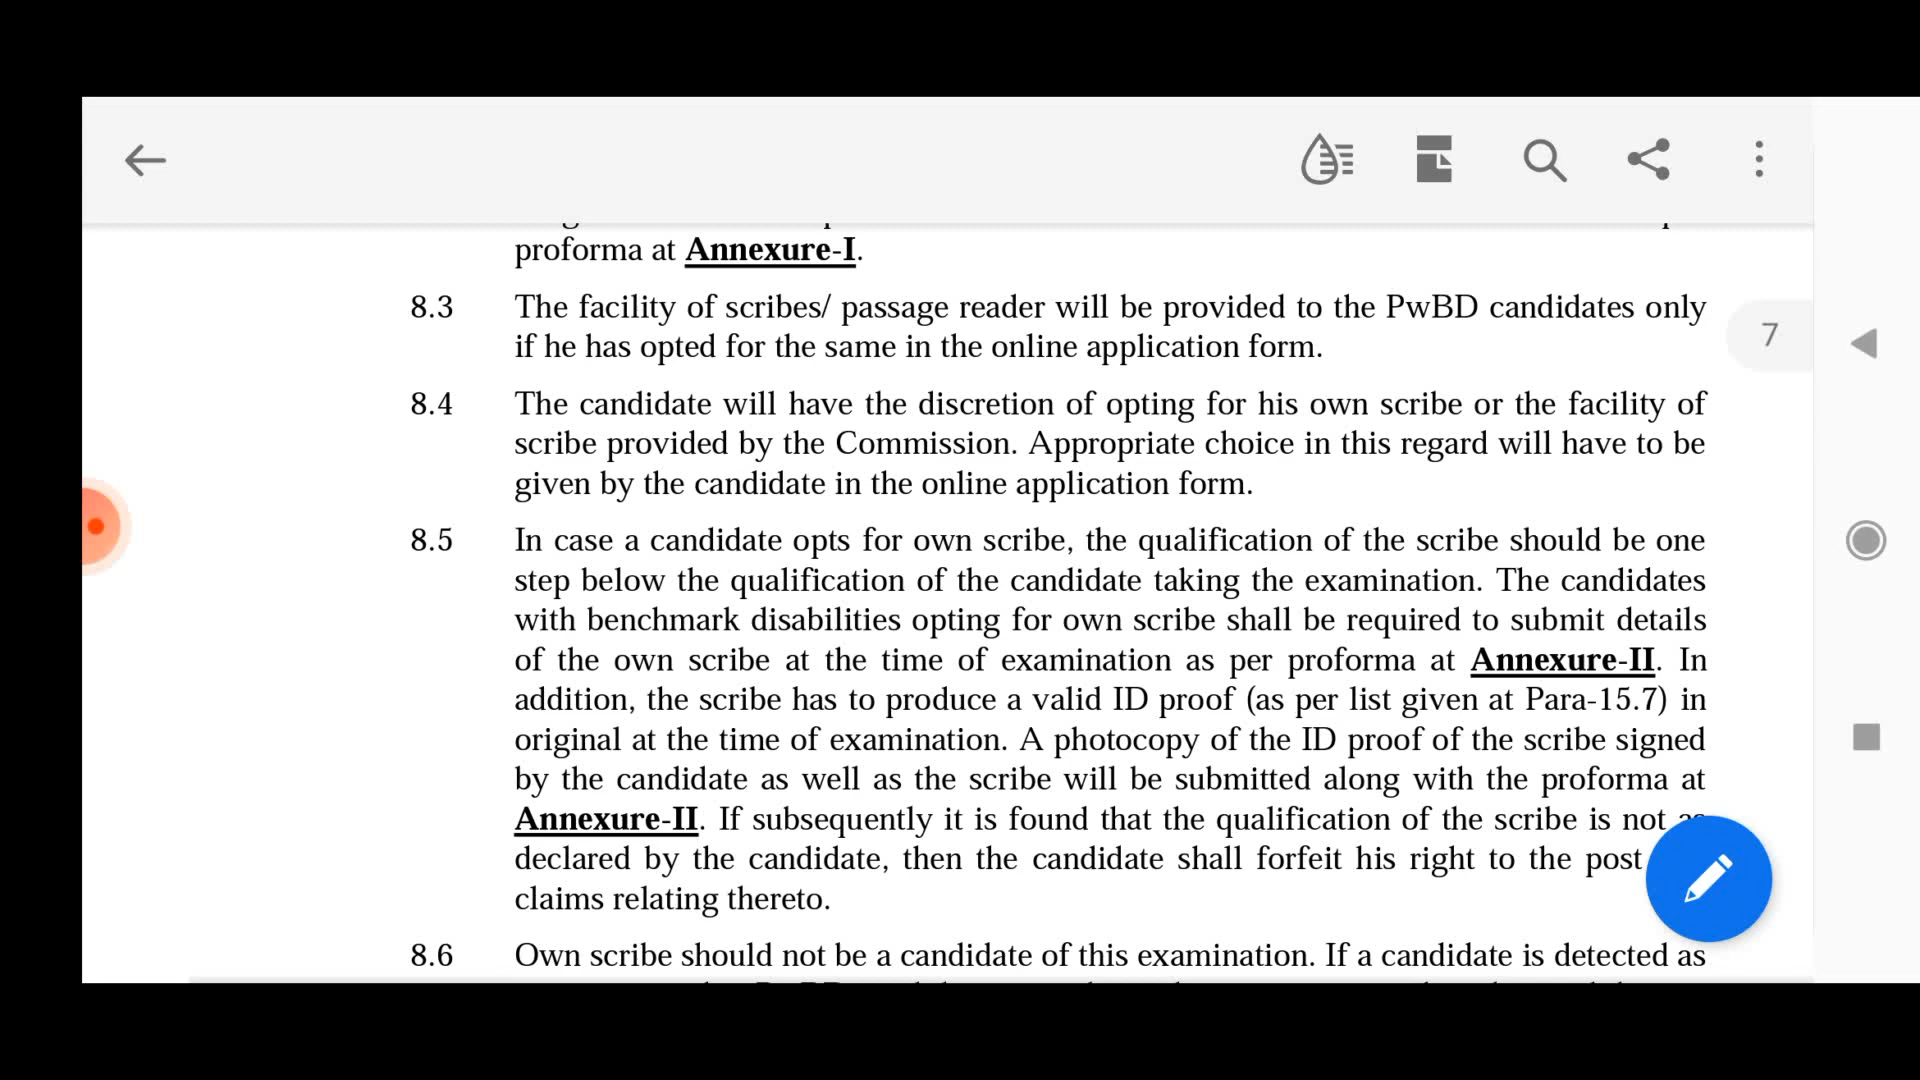 proforma at Annexure-I.
8.3 The facility of scribes/ passage reader will be provided to the PwBD candidates only
if he has opted for the same in the online application form.
7
8.4 The candidate will have the discretion of opting for his own scribe or the facility of
scribe provided by the Commission. Appropriate choice in this regard will have to be
given by the candidate in the online application form.
8.5 In case a candidate opts for own scribe, the qualification of the scribe should be one
step below the qualification of the candidate taking the examination. The candidates
with benchmark disabilities opting for own scribe shall be required to submit details
of the own scribe at the time of examination as per proforma at Annexure-II. In
addition, the scribe has to produce a valid ID proof (as per list given at Para-15.7) in
original at the time of examination. A photocopy of the ID proof of the scribe signed
by the candidate as well as the scribe will be submitted along with the proforma at
Annexure-II. If subsequently it is found that the qualification of the scribe is not
declared by the candidate, then the candidate shall forfeit his right to the post
claims relating thereto.
8.6 Own scribe should not be a candidate of this examination. If a candidate is detected as